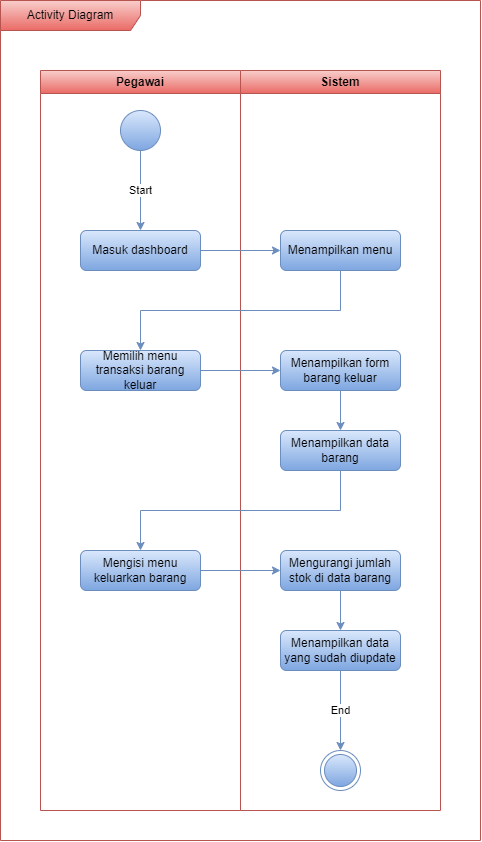 Activity Diagram
Pegawai
Sistem
Start
Masuk dashboard
Menampilkan menu
Memilih menu
transaksi barang
keluar
Menampilkan form
barang keluar
Menampilkan data
barang
Mengisi menu
keluarkan barang
Mengurangi jumlah
stok di data barang
Menampilkan data
yang sudah diupdate
End